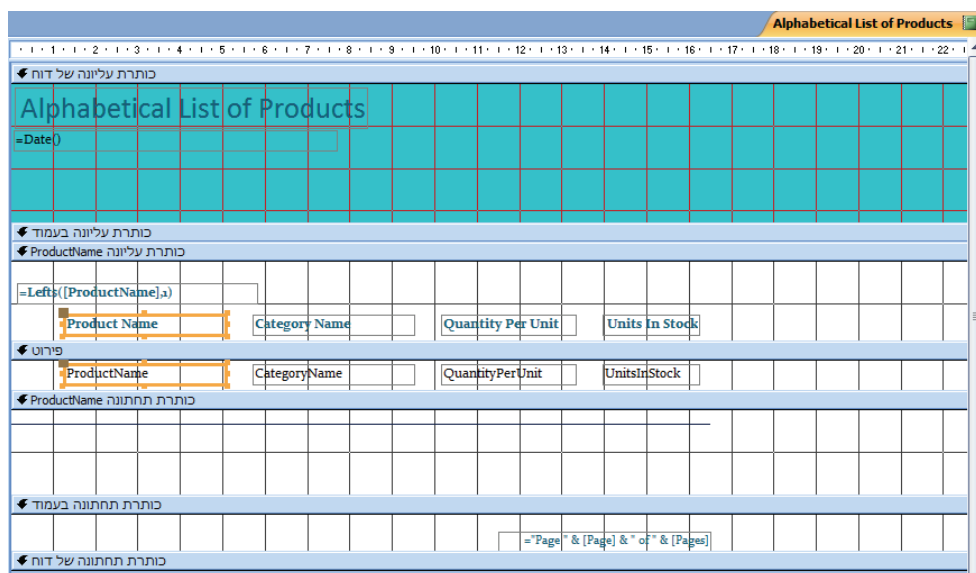 Alphabetical List of Products
1 2 3 4 5 6 7 8 9 10 11 12 13 14 15 16 17 18 19 20 21 22
כותרת עליונה של דוח
Alphabetical List of Products
=Date()
כותרת עליונה בעמוד
כותרת עליונה ProductName
=Lefts([ProductName],1)
Product Name Category Name Quantity Per Unit Units In Stock
פירוט
ProductName CategoryName QuantityPerUnit UnitsInStock
כותרת תחתונה ProductName
כותרת תחתונה בעמוד
="Page " & [Page] & " of " & [Pages]
כותרת תחתונה של דוח